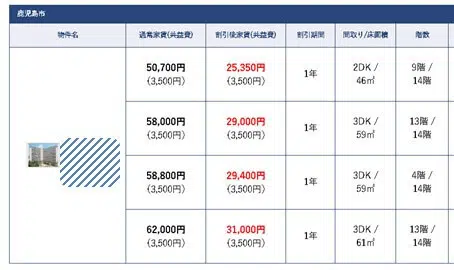 鹿児島市
物件名 通常家賃(共益費) 割引後家賃(共益費) 割引期間 間取り/床面積 階数
50,700円 25,350円 1年 2DK / 9階 /
(3,500円) (3,500円) 46㎡ 14階
58,000円 29,000円 1年 3DK / 13階 /
(3,500円) (3,500円) 59㎡ 14階
58,800円 29,400円 1年 3DK / 4階 /
(3,500円) (3,500円) 59㎡ 14階
62,000円 31,000円 1年 3DK / 13階 /
(3,500円) (3,500円) 61㎡ 14階